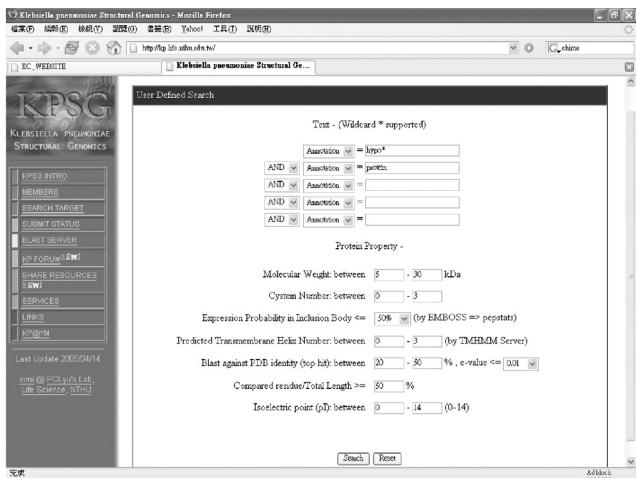 Klebsiella pneumoniae Structural Genomics - Mozilla Firefox
檔案(F) 編輯(E) 檢視(V) 瀏覽(G) 書籤(B) Yahoo! 工具(T) 說明(H)
http://kp.life.nthu.edu.tw/
chime
XC_WEBSITE Klebsiella pneumoniae Structural Ge...
KPSG
KLEBSIELLA PNEUMONIAE
STRUCTURAL GENOMICS
KPSG INTRO
MEMBERS
SEARCH TARGET
SUBMIT STATUS
BLAST SERVER
KP FORUM
SHARE RESOURCES
SERVICES
LINKS
KP@YM
Last Update 2005/04/14
nimi @ PCLyu's Lab,
Life Science, NTHU.
User Defined Search
Text - (Wildcard * supported)
Annotation = hypo*
AND Annotation = protein
AND Annotation =
AND Annotation =
AND Annotation =
Protein Property -
Molecular Weight: between 5 - 30 kDa
Cystein Number: between 0 - 3
Expression Probability in Inclusion Body <= 50% (by EMBOSS => pepstats)
Predicted Transmembrane Helix Number: between 0 - 3 (by TMHMM Server)
Blast against PDB identity (top hit): between 20 - 50 % , e-value <= 0.01
Compared residue/Total Length >= 50 %
Isoelectric point (pI): between 0 - 14 (0-14)
Search Reset
完成 Adblock